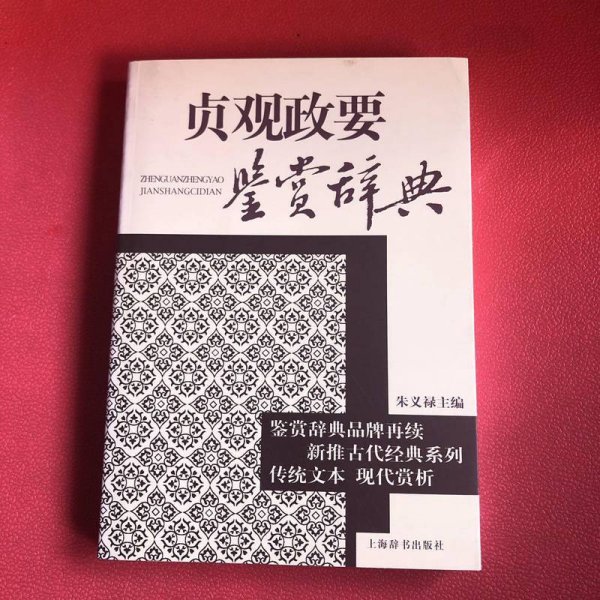 贞观政要
ZHENGUANZHENGYAO
JIANSHANGCIDIAN
鉴赏辞典
朱义禄主编
鉴赏辞典品牌再续
新推古代经典系列
传统文本 现代赏析
上海辞书出版社